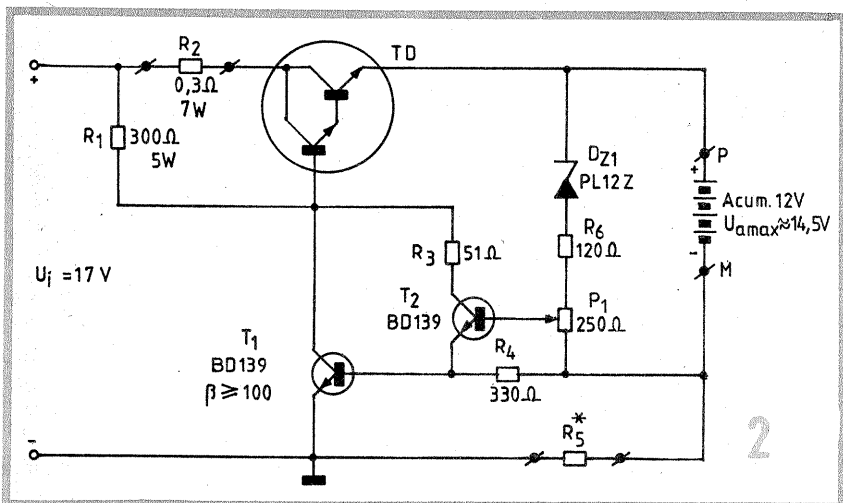 R2
0,3Ω
7W
TD
+
R1
300Ω
5W
DZ1
PL12Z
P
+
Acum. 12V
Uamax≈14,5V
-
M
R6
120Ω
R3
51Ω
Ui = 17 V
T2
BD139
P1
250Ω
T1
BD139
β ≥ 100
R4
330Ω
R5*
-
2